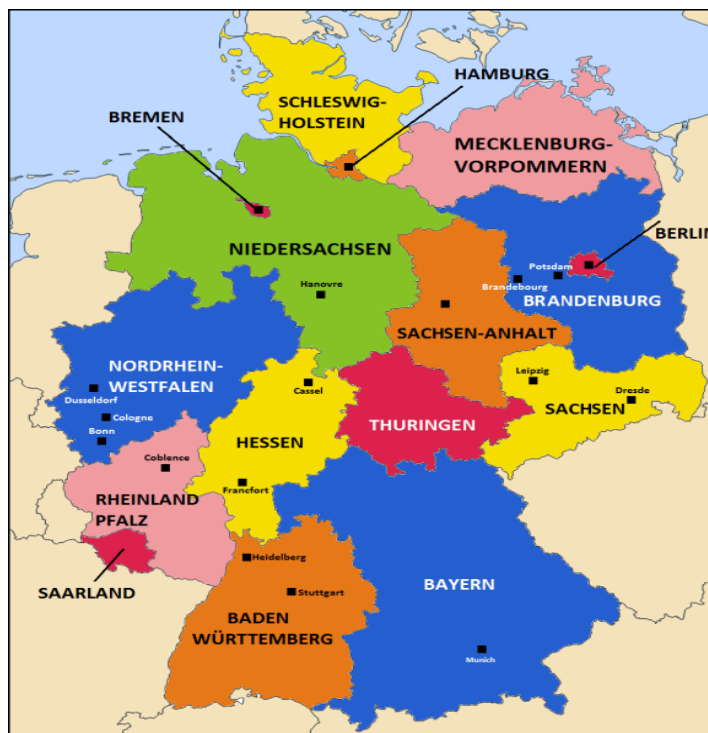 HAMBURG
SCHLESWIG-
HOLSTEIN
BREMEN
MECKLENBURG-
VORPOMMERN
BERLIN
NIEDERSACHSEN
Potsdam
Hanovre
Brandebourg
BRANDENBURG
SACHSEN-ANHALT
NORDRHEIN-
WESTFALEN
Leipzig
Cassel
Dusseldorf
Dresde
SACHSEN
Cologne
THURINGEN
Bonn
HESSEN
Coblence
Francfort
RHEINLAND
PFALZ
Heidelberg
BAYERN
SAARLAND
Stuttgart
BADEN
WÜRTTEMBERG
Munich